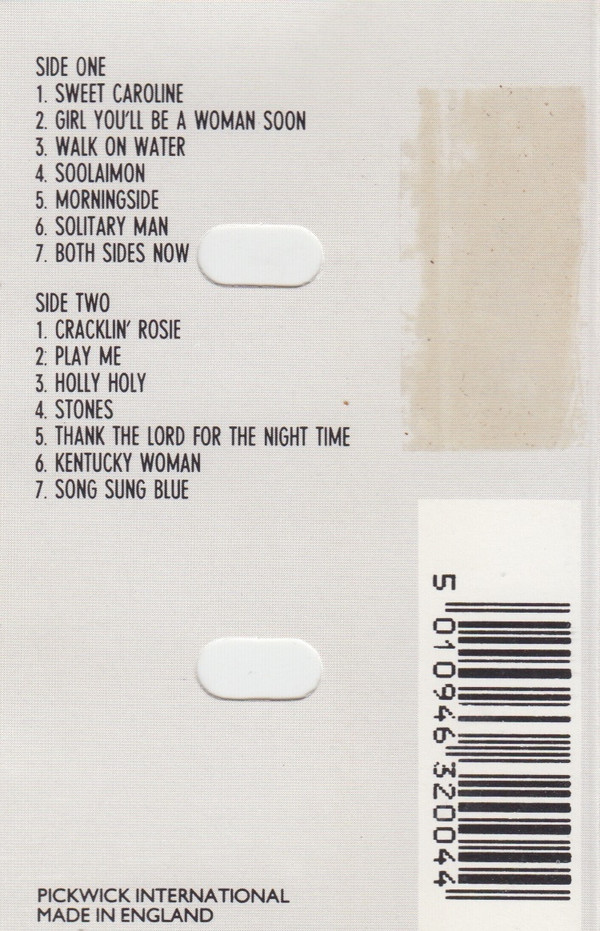 SIDE ONE
1. SWEET CAROLINE
2. GIRL YOU'LL BE A WOMAN SOON
3. WALK ON WATER
4. SOOLAIMON
5. MORNINGSIDE
6. SOLITARY MAN
7. BOTH SIDES NOW
SIDE TWO
1. CRACKLIN' ROSIE
2. PLAY ME
3. HOLLY HOLY
4. STONES
5. THANK THE LORD FOR THE NIGHT TIME
6. KENTUCKY WOMAN
7. SONG SUNG BLUE
5 010946 320044
PICKWICK INTERNATIONAL
MADE IN ENGLAND